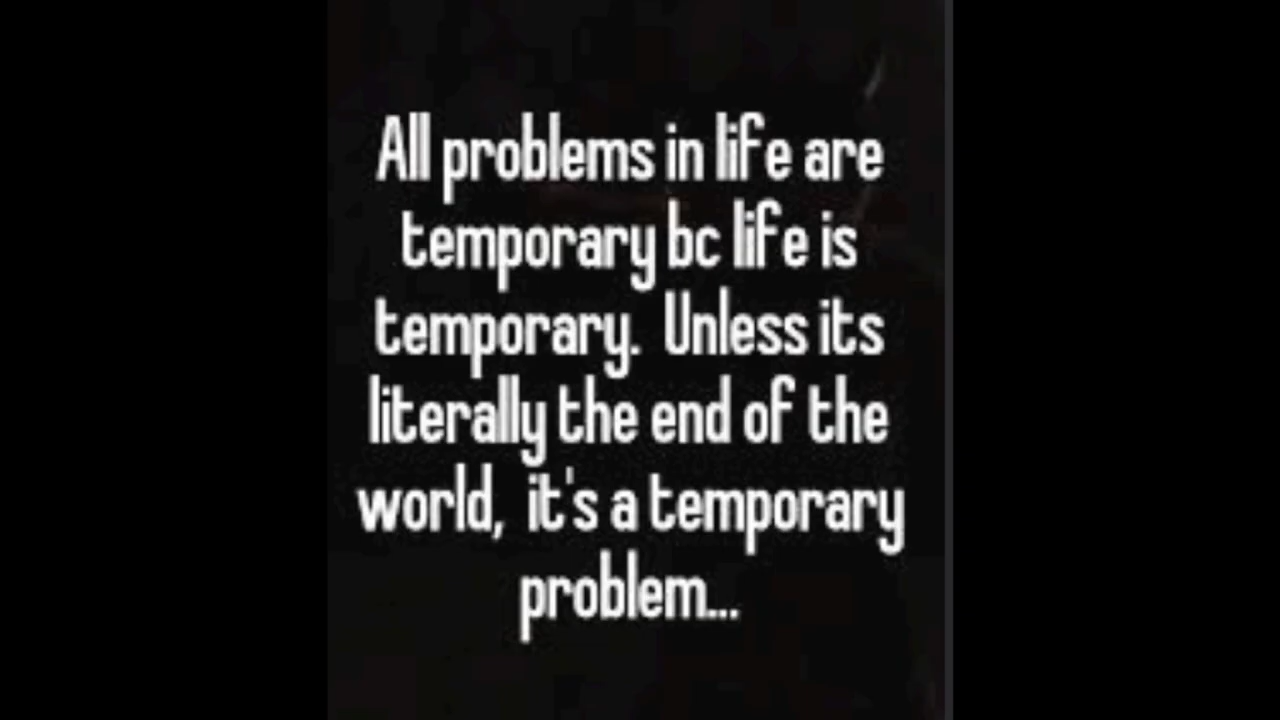 All problems in life are
temporary bc life is
temporary. Unless its
literally the end of the
world, it's a temporary
problem...